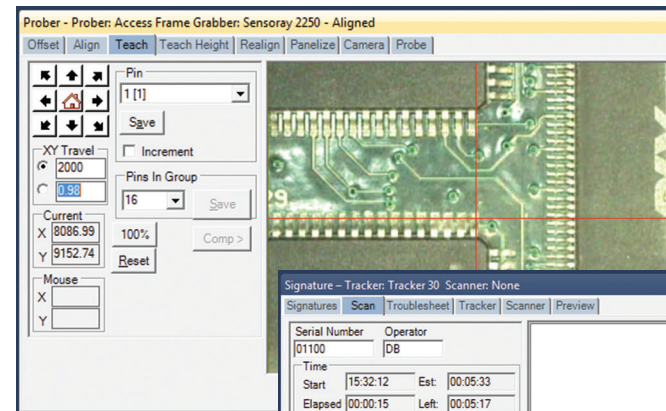 Prober - Prober: Access Frame Grabber: Sensoray 2250 - Aligned
Offset Align Teach Teach Height Realign Panelize Camera Probe
Pin
1 [1]
Save
Increment
XY Travel
2000
0.98
Pins In Group
16 Save
Current
X 8086.99
Y 9152.74
100% Comp >
Reset
Mouse
X
Y
Signature – Tracker: Tracker 30 Scanner: None
Signatures Scan Troublesheet Tracker Scanner Preview
Serial Number Operator
01100 DB
Time
Start 15:32:12 Est: 00:05:33
Elapsed 00:00:15 Left: 00:05:17